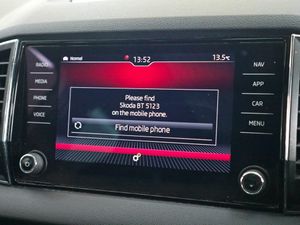 Normal
13:52
13.5°C
RADIO
MEDIA
PHONE
VOICE
Please find
Skoda BT 5123
on the mobile phone.
Find mobile phone
NAV
APP
CAR
MENU